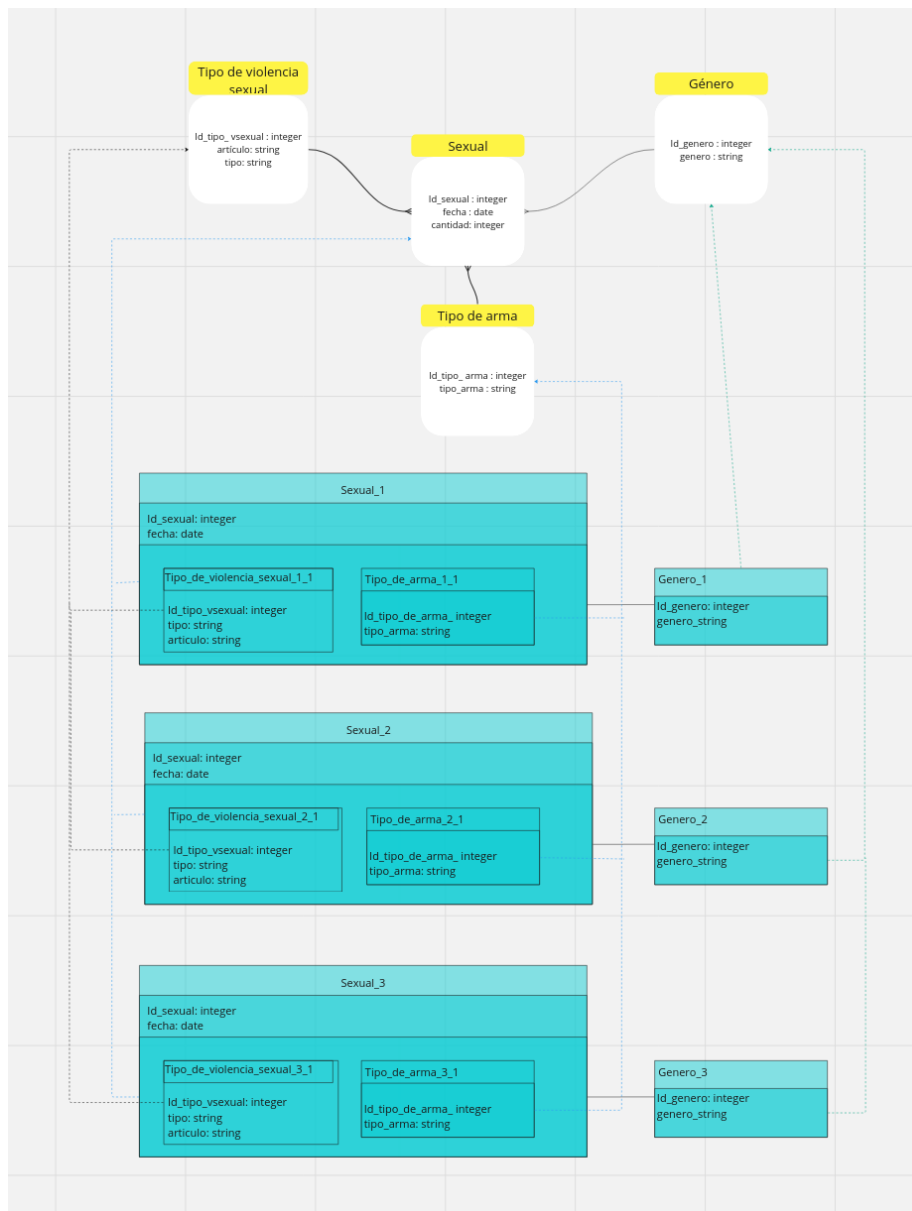 Tipo de violencia
sexual
Id_tipo_ vsexual : integer
artículo: string
tipo: string
Género
Id_genero : integer
genero : string
Sexual
Id_sexual : integer
fecha : date
cantidad: integer
Tipo de arma
Id_tipo_ arma : integer
tipo_arma : string
Sexual_1
Id_sexual: integer
fecha: date
Tipo_de_violencia_sexual_1_1
Id_tipo_vsexual: integer
tipo: string
articulo: string
Tipo_de_arma_1_1
Id_tipo_de_arma_ integer
tipo_arma: string
Genero_1
Id_genero: integer
genero_string
Sexual_2
Id_sexual: integer
fecha: date
Tipo_de_violencia_sexual_2_1
Id_tipo_vsexual: integer
tipo: string
articulo: string
Tipo_de_arma_2_1
Id_tipo_de_arma_ integer
tipo_arma: string
Genero_2
Id_genero: integer
genero_string
Sexual_3
Id_sexual: integer
fecha: date
Tipo_de_violencia_sexual_3_1
Id_tipo_vsexual: integer
tipo: string
articulo: string
Tipo_de_arma_3_1
Id_tipo_de_arma_ integer
tipo_arma: string
Genero_3
Id_genero: integer
genero_string